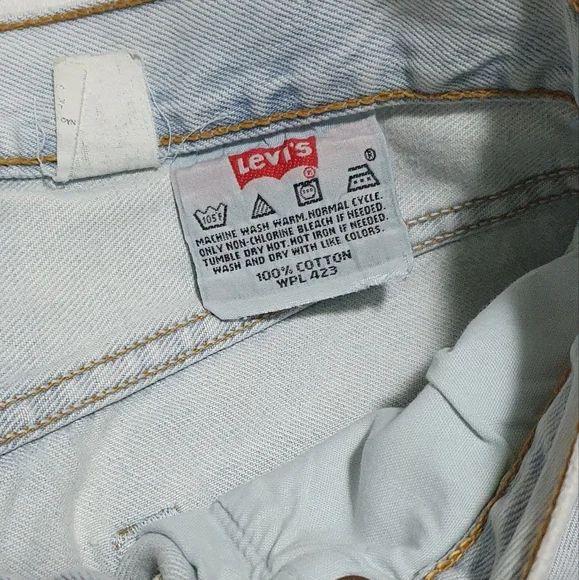 Levi's
®
105F
MACHINE WASH WARM. NORMAL CYCLE.
ONLY NON-CHLORINE BLEACH IF NEEDED.
TUMBLE DRY HOT. HOT IRON IF NEEDED.
WASH AND DRY WITH LIKE COLORS.
100% COTTON
WPL 423